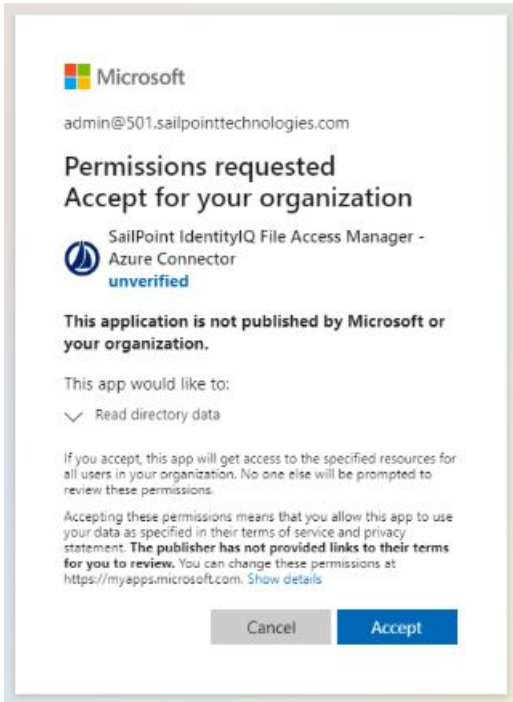 Microsoft
admin@501.sailpointtechnologies.com
Permissions requested
Accept for your organization
SailPoint IdentityIQ File Access Manager -
Azure Connector
unverified
This application is not published by Microsoft or
your organization.
This app would like to:
Read directory data
If you accept, this app will get access to the specified resources for
all users in your organization. No one else will be prompted to
review these permissions.
Accepting these permissions means that you allow this app to use
your data as specified in their terms of service and privacy
statement. The publisher has not provided links to their terms
for you to review. You can change these permissions at
https://myapps.microsoft.com. Show details
Cancel
Accept